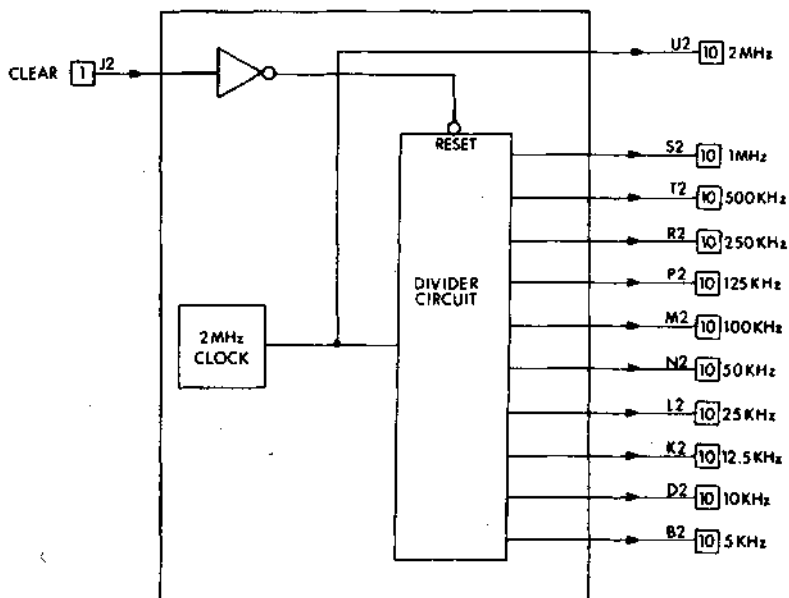 U2 10 2MHz
CLEAR 1 J2
RESET
S2 10 1MHz
T2 10 500KHz
R2 10 250KHz
P2 10 125KHz
DIVIDER
CIRCUIT
M2 10 100KHz
2MHz
CLOCK
N2 10 50KHz
L2 10 25KHz
K2 10 12.5KHz
D2 10 10KHz
B2 10 5KHz